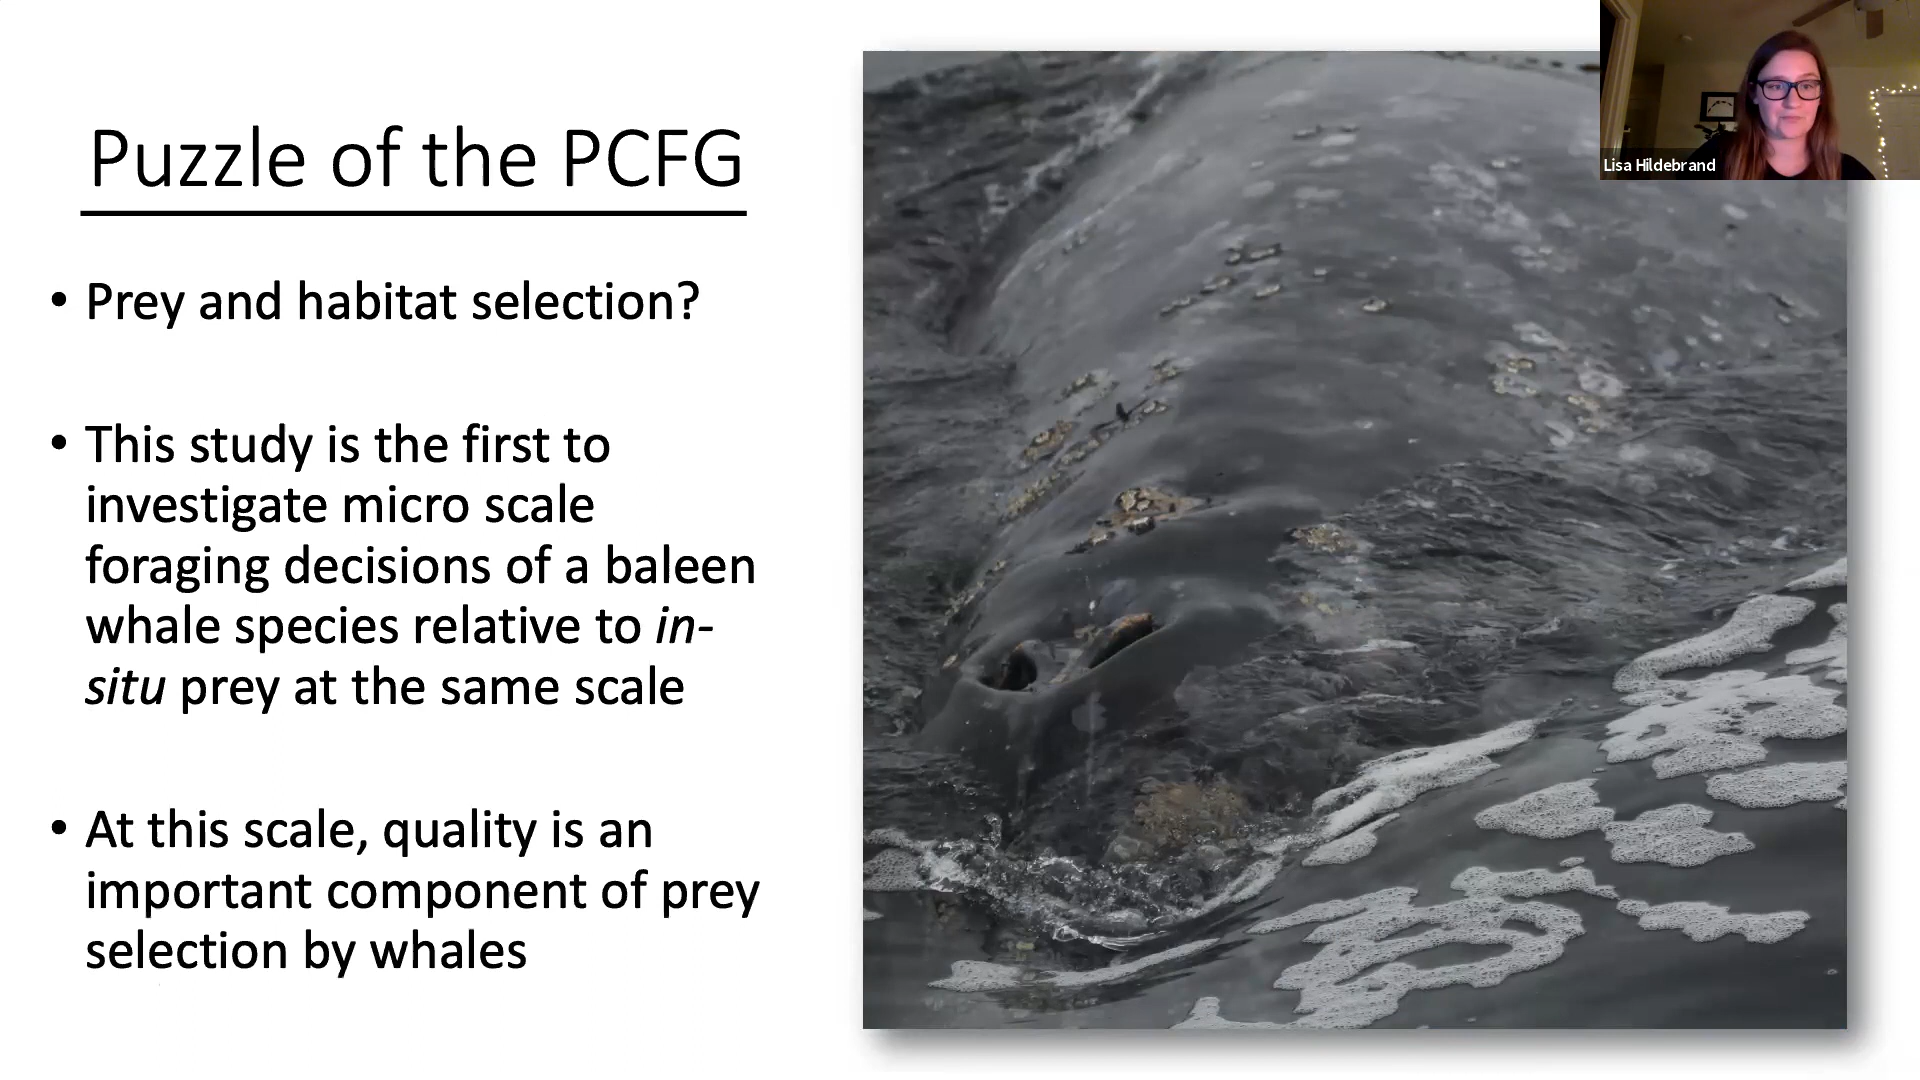 Lisa Hildebrand
Puzzle of the PCFG
• Prey and habitat selection?
• This study is the first to
investigate micro scale
foraging decisions of a baleen
whale species relative to in-
situ prey at the same scale
• At this scale, quality is an
important component of prey
selection by whales